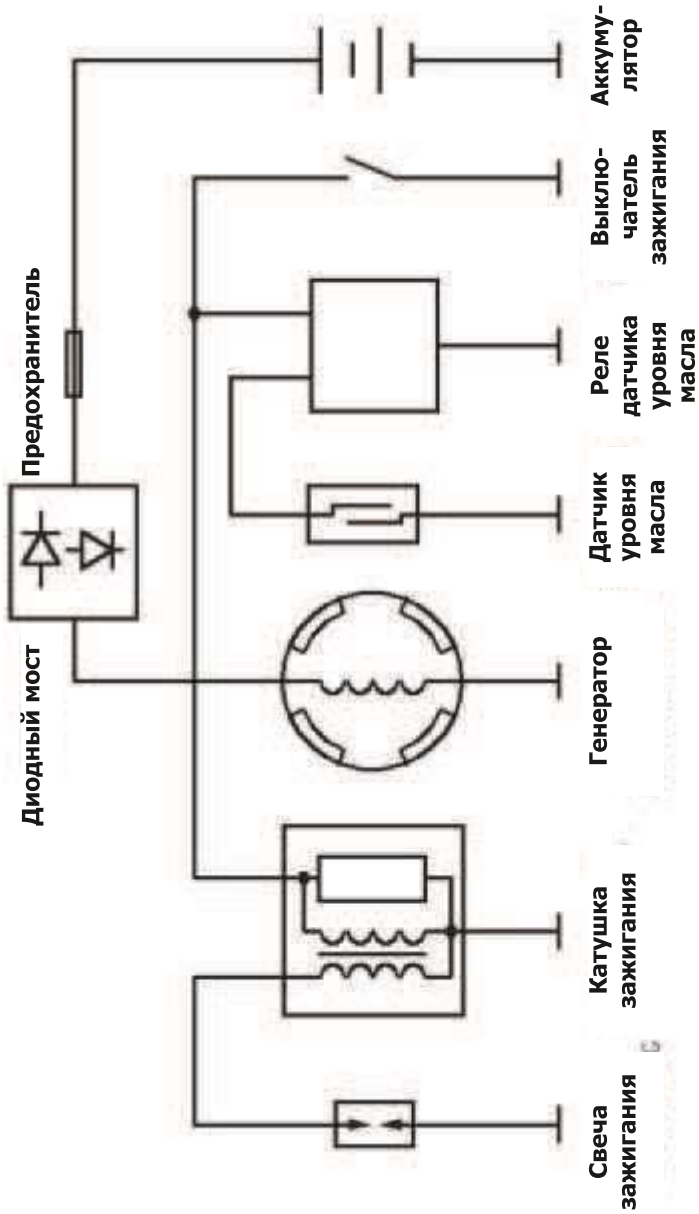 Диодный мост
Предохранитель
Свеча
зажигания
Катушка
зажигания
Генератор
Датчик
уровня
масла
Реле
датчика
уровня
масла
Выклю-
чатель
зажигания
Аккуму-
лятор